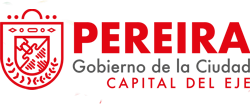 PEREIRA
Gobierno de la Ciudad
CAPITAL DEL EJE